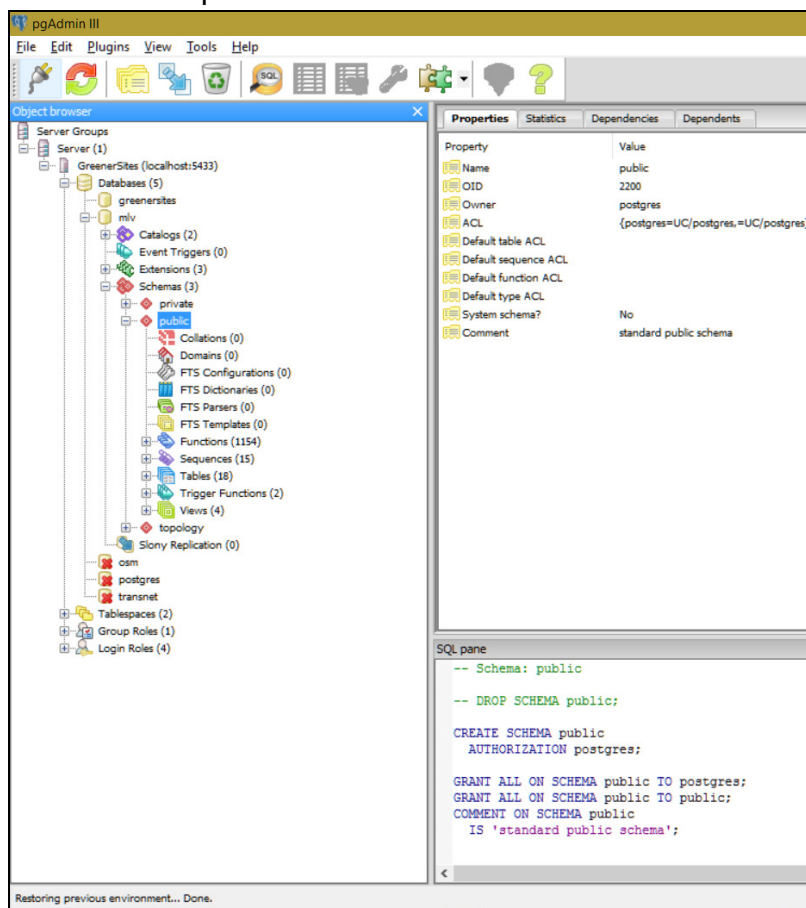 pgAdmin III
File Edit Plugins View Tools Help
SQL
Object browser
Server Groups
Server (1)
GreenerSites (localhost:5433)
Databases (5)
greenersites
mlv
Catalogs (2)
Event Triggers (0)
Extensions (3)
Schemas (3)
private
public
Collations (0)
Domains (0)
FTS Configurations (0)
FTS Dictionaries (0)
FTS Parsers (0)
FTS Templates (0)
Functions (1154)
Sequences (15)
Tables (18)
Trigger Functions (2)
Views (4)
topology
Slony Replication (0)
osm
postgres
transnet
Tablespaces (2)
Group Roles (1)
Login Roles (4)
Properties Statistics Dependencies Dependents
Property Value
Name public
OID 2200
Owner postgres
ACL {postgres=UC/postgres,=UC/postgres}
Default table ACL
Default sequence ACL
Default function ACL
Default type ACL
System schema? No
Comment standard public schema
SQL pane
-- Schema: public
-- DROP SCHEMA public;
CREATE SCHEMA public
AUTHORIZATION postgres;
GRANT ALL ON SCHEMA public TO postgres;
GRANT ALL ON SCHEMA public TO public;
COMMENT ON SCHEMA public
IS 'standard public schema';
Restoring previous environment... Done.